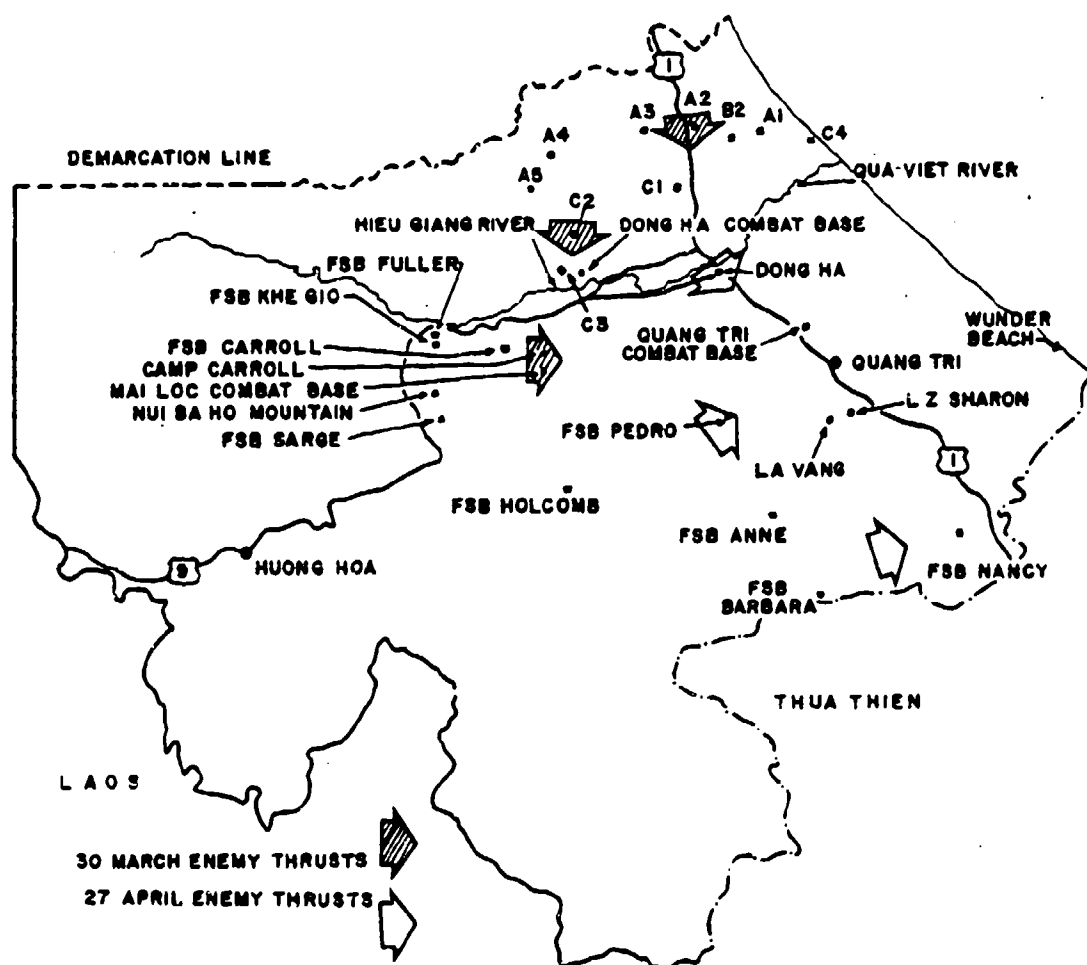 1
A2
A3
B2
A1
C4
A4
DEMARCATION LINE
QUA-VIET RIVER
A5
C1
C2
HIEU GIANG RIVER
DONG HA COMBAT BASE
FSB FULLER
DONG HA
FSB KHE GIO
C3
WUNDER
BEACH
QUANG TRI
COMBAT BASE
FSB CARROLL
CAMP CARROLL
QUANG TRI
MAI LOC COMBAT BASE
NUI BA HO MOUNTAIN
L Z SHARON
FSB SARGE
FSB PEDRO
LA VANG
1
FSB HOLCOMB
FSB ANNE
9
HUONG HOA
FSB NANCY
FSB
BARBARA
THUA THIEN
LAOS
30 MARCH ENEMY THRUSTS
27 APRIL ENEMY THRUSTS